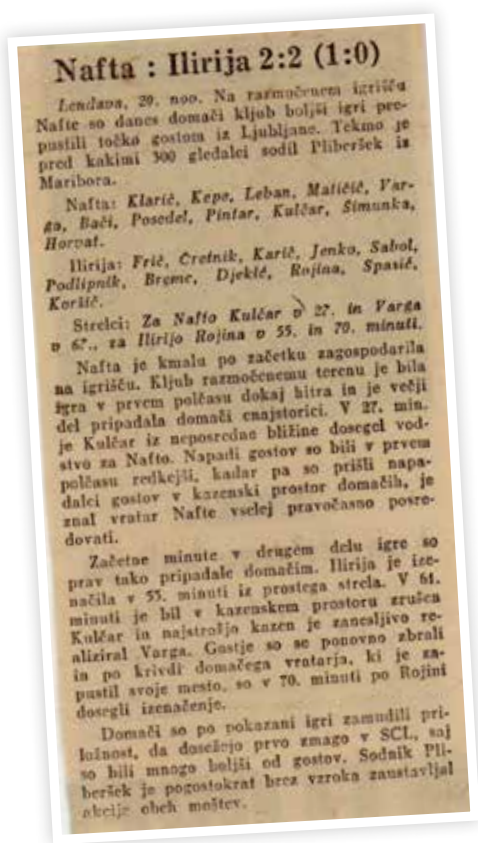 Nafta : Ilirija 2:2 (1:0)
Lendava, 20. nov. Na razmočenem igrišču
Nafte so danes domači kljub boljši igri pre-
pustili točko gostom iz Ljubljane. Tekmo je
pred kakimi 300 gledalci sodil Pliberšek iz
Maribora.
Nafta: Klarič, Kepe, Leban, Matičič, Var-
ga, Bači, Posedel, Pintar, Kulčar, Šimunka,
Horvat.
Ilirija: Frič, Cretnik, Karič, Jenko, Sabol,
Podlipnik, Breme, Djekić, Rojina, Spasić,
Koršič.
Strelci: Za Nafto Kulčar v 27. in Varga
v 67., za Ilirijo Rojina v 55. in 70. minuti.
Nafta je kmalu po začetku zagospodarila
na igrišču. Kljub razmočenemu terenu je bila
igra v prvem polčasu dokaj hitra in je večji
del pripadala domači enajstorici. V 27. min.
je Kulčar iz neposredne bližine dosegel vod-
stvo za Nafto. Napadi gostov so bili v prvem
polčasu redkejši, kadar pa so prišli napa-
dalci gostov v kazenski prostor domačih, je
znal vratar Nafte vselej pravočasno posre-
dovati.
Začetne minute v drugem delu igre so
prav tako pripadale domačim. Ilirija je ize-
načila v 55. minuti iz prostega strela. V
minuti je bil v kazenskem prostoru zrušen
Kulčar in najstrožjo kazen je zanesljivo re-
aliziral Varga. Gostje so se ponovno zbrali
in po krivdi domačega vratarja, ki je za-
pustil svoje mesto, so v 70. minuti po Rojini
dosegli izenačenje.
Domači so po pokazani igri zamudili pri-
ložnost, da dosežejo prvo zmago v SCL, saj
so bili mnogo boljši od gostov. Sodnik Pli-
beršek je pogostokrat brez vzroka zaustavljal
akcije obeh moštev.